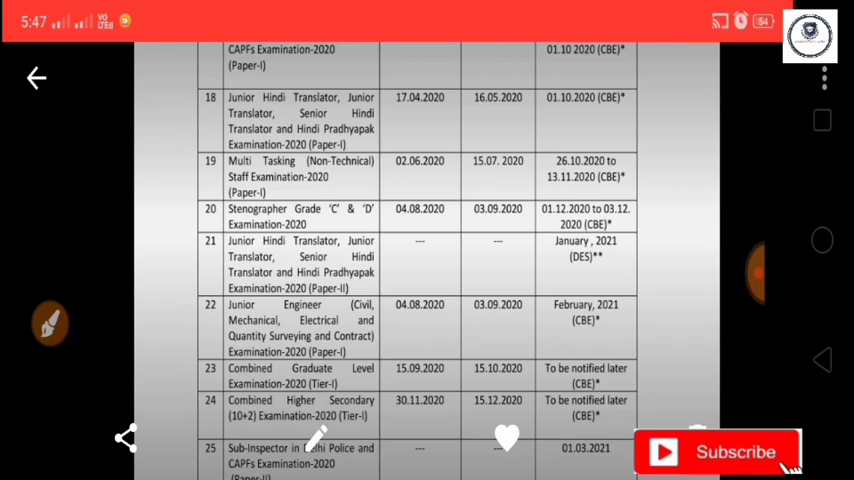 5:47 VO LTE 54
CAPFs Examination-2020 01.10 2020 (CBE)*
(Paper-I)
18 Junior Hindi Translator, Junior 17.04.2020 16.05.2020 01.10.2020 (CBE)*
Translator, Senior Hindi
Translator and Hindi Pradhyapak
Examination-2020 (Paper-I)
19 Multi Tasking (Non-Technical) 02.06.2020 15.07. 2020 26.10.2020 to
Staff Examination-2020 13.11.2020 (CBE)*
(Paper-I)
20 Stenographer Grade ‘C’ & ‘D’ 04.08.2020 03.09.2020 01.12.2020 to 03.12.
Examination-2020 2020 (CBE)*
21 Junior Hindi Translator, Junior --- --- January , 2021
Translator, Senior Hindi (DES)**
Translator and Hindi Pradhyapak
Examination-2020 (Paper-II)
22 Junior Engineer (Civil, 04.08.2020 03.09.2020 February, 2021
Mechanical, Electrical and (CBE)*
Quantity Surveying and Contract)
Examination-2020 (Paper-I)
23 Combined Graduate Level 15.09.2020 15.10.2020 To be notified later
Examination-2020 (Tier-I) (CBE)*
24 Combined Higher Secondary 30.11.2020 15.12.2020 To be notified later
(10+2) Examination-2020 (Tier-I) (CBE)*
25 Sub-Inspector in Delhi Police and --- --- 01.03.2021
CAPFs Examination-2020
(Paper-II)
Subscribe